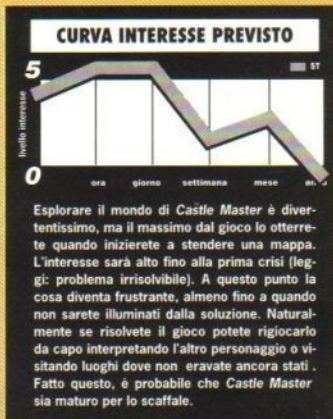 CURVA INTERESSE PREVISTO
5
ST
livello interesse
0
ora giorno settimana mese
Esplorare il mondo di Castle Master è diver-
tentissimo, ma il massimo dal gioco lo otterre-
te quando inizierete a stendere una mappa.
L'interesse sarà alto fino alla prima crisi (leg-
gi: problema irrisolvibile). A questo punto la
cosa diventa frustrante, almeno fino a quando
non sarete illuminati dalla soluzione. Natural-
mente se risolvete il gioco potete rigiocarlo
da capo interpretando l'altro personaggio o vi-
sitando luoghi dove non eravate ancora stati .
Fatto questo, è probabile che Castle Master
sia maturo per lo scaffale.